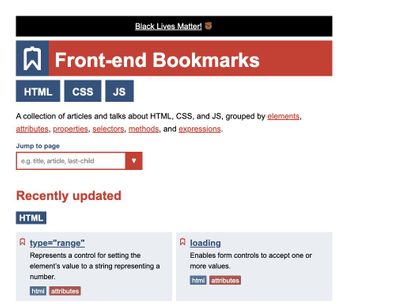 Black Lives Matter! ✊🏾
Front-end Bookmarks
HTML CSS JS
A collection of articles and talks about HTML, CSS, and JS, grouped by elements,
attributes, properties, selectors, methods, and expressions.
Jump to page
e.g. title, article, last-child ▼
Recently updated
HTML
type="range"
Represents a control for setting the
element's value to a string representing a
number.
html attributes
loading
Enables form controls to accept one or
more values.
html attributes